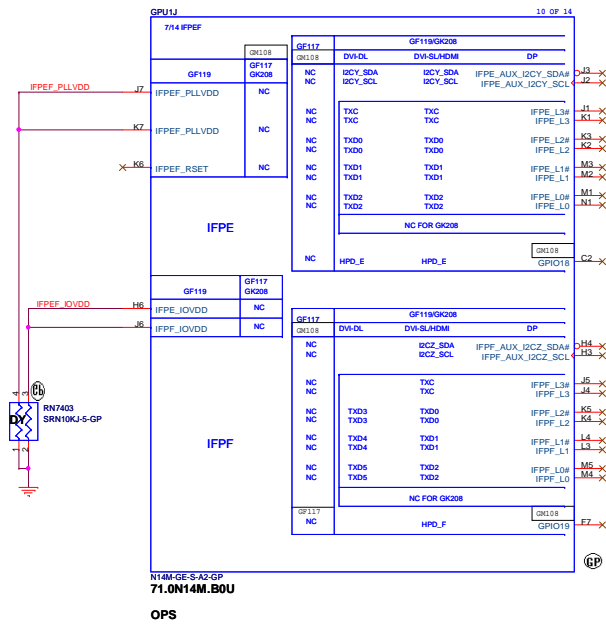 GPU1J
10 OF 14
7/14 IFPEF
GM108
GF119
GF117
GK208
IFPEF_PLLVDD
J7
IFPEF_PLLVDD
NC
K7
IFPEF_PLLVDD
NC
K6
IFPEF_RSET
NC
IFPE
GF117
GM108
GF119/GK208
DVI-DL
DVI-SL/HDMI
DP
NC
I2CY_SDA
I2CY_SDA
IFPE_AUX_I2CY_SDA#
J3
NC
I2CY_SCL
I2CY_SCL
IFPE_AUX_I2CY_SCL
J2
NC
TXC
TXC
IFPE_L3#
J1
NC
TXC
TXC
IFPE_L3
K1
NC
TXD0
TXD0
IFPE_L2#
K3
NC
TXD0
TXD0
IFPE_L2
K2
NC
TXD1
TXD1
IFPE_L1#
M3
NC
TXD1
TXD1
IFPE_L1
M2
NC
TXD2
TXD2
IFPE_L0#
M1
NC
TXD2
TXD2
IFPE_L0
N1
NC FOR GK208
GM108
NC
HPD_E
HPD_E
GPIO18
C2
GF119
GF117
GK208
IFPEF_IOVDD
H6
IFPE_IOVDD
NC
J6
IFPF_IOVDD
NC
IFPF
GF117
GM108
GF119/GK208
DVI-DL
DVI-SL/HDMI
DP
NC
I2CZ_SDA
IFPF_AUX_I2CZ_SDA#
H4
NC
I2CZ_SCL
IFPF_AUX_I2CZ_SCL
H3
NC
TXC
IFPF_L3#
J5
NC
TXC
IFPF_L3
J4
NC
TXD3
TXD0
IFPF_L2#
K5
NC
TXD3
TXD0
IFPF_L2
K4
NC
TXD4
TXD1
IFPF_L1#
L4
NC
TXD4
TXD1
IFPF_L1
L3
NC
TXD5
TXD2
IFPF_L0#
M5
NC
TXD5
TXD2
IFPF_L0
M4
NC FOR GK208
GF117
GM108
NC
HPD_F
GPIO19
F7
4
3
DY
RN7403
SRN10KJ-5-GP
1
2
GP
N14M-GE-S-A2-GP
71.0N14M.B0U
OPS